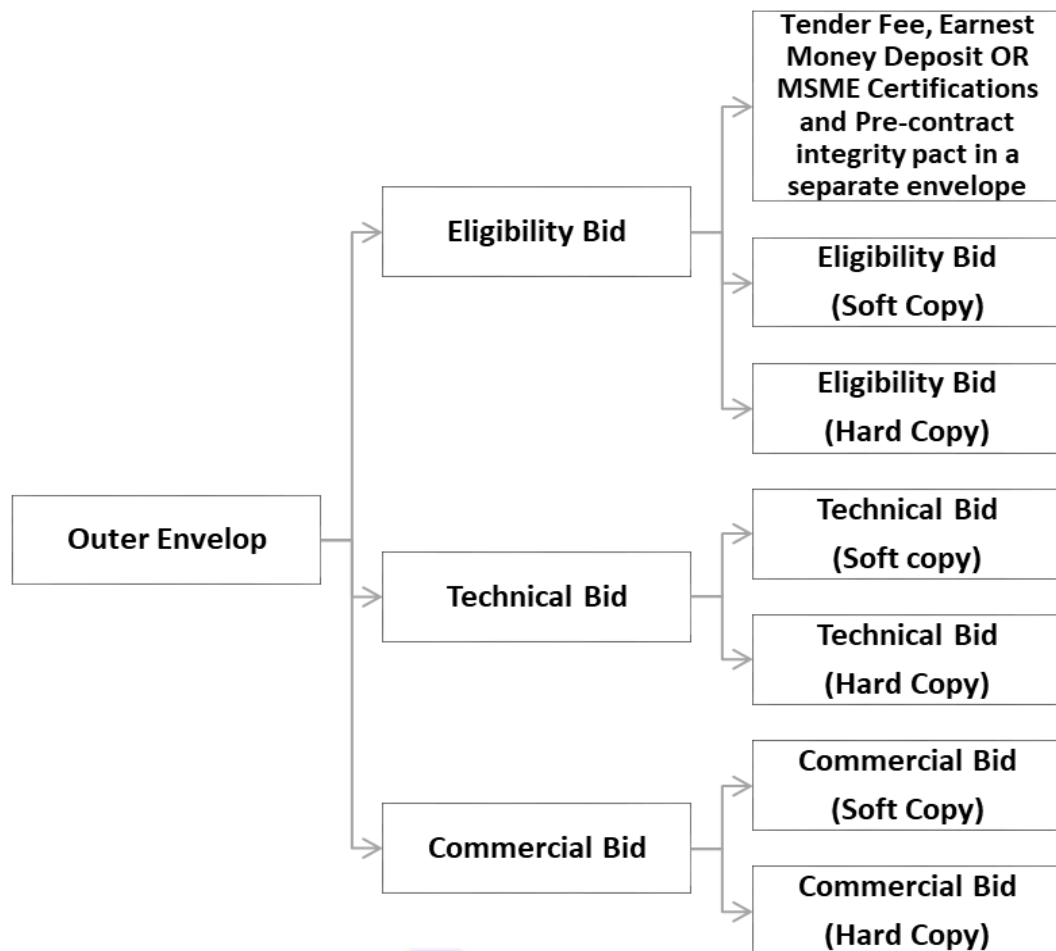 Tender Fee, Earnest
Money Deposit OR
MSME Certifications
and Pre-contract
integrity pact in a
separate envelope
Eligibility Bid
Eligibility Bid
(Soft Copy)
Eligibility Bid
(Hard Copy)
Outer Envelop
Technical Bid
Technical Bid
(Soft copy)
Technical Bid
(Hard Copy)
Commercial Bid
Commercial Bid
(Soft Copy)
Commercial Bid
(Hard Copy)